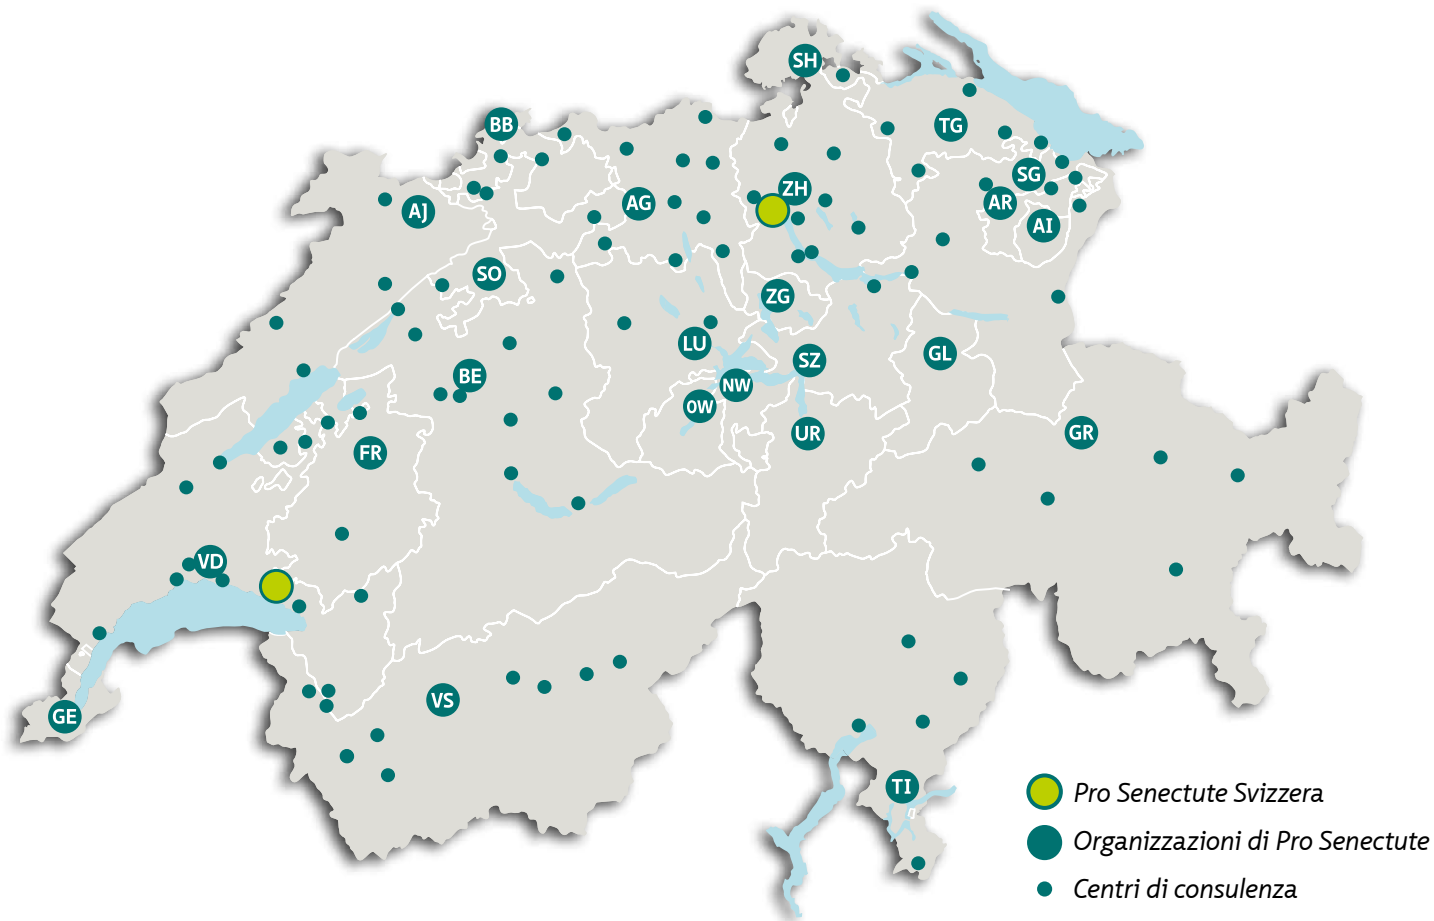 SH
BB
TG
SG
ZH
AR
AG
AJ
AI
SO
ZG
LU
SZ
GL
BE
NW
OW
UR
GR
FR
VD
VS
GE
TI
Pro Senectute Svizzera
Organizzazioni di Pro Senectute
Centri di consulenza